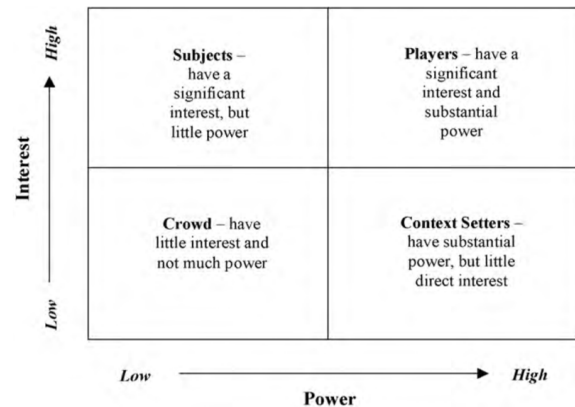 High
Interest
Low
Subjects –
have a
significant
interest, but
little power
Players – have a
significant
interest and
substantial
power
Crowd – have
little interest and
not much power
Context Setters –
have substantial
power, but little
direct interest
Low
High
Power